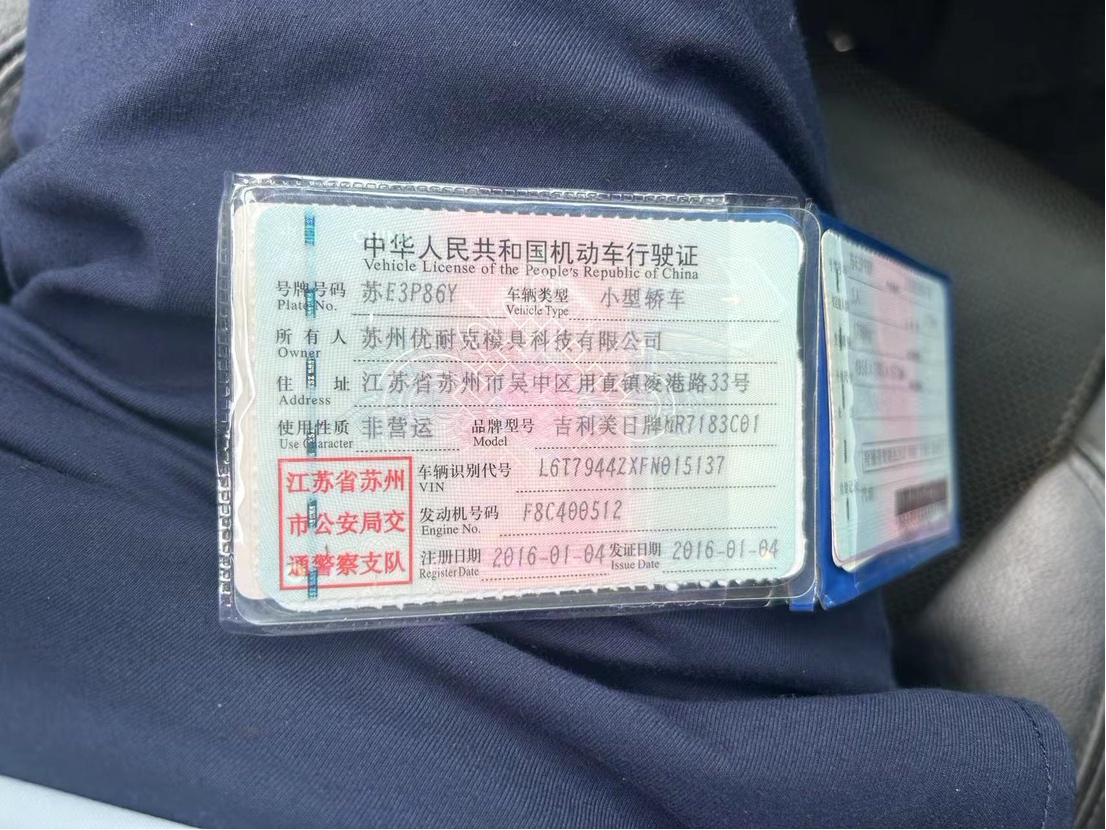 中华人民共和国机动车行驶证
Vehicle License of the People's Republic of China
号牌号码 苏E3P86Y 车辆类型 小型轿车
Plate No. Vehicle Type
所有人 苏州优耐克模具科技有限公司
Owner
住址 江苏省苏州市吴中区甪直镇凌港路33号
Address
使用性质 非营运 品牌型号 吉利美日牌MR7183C01
Use Character Model
江苏省苏州
市公安局交
通警察支队
车辆识别代号 L6T7944ZXFN015137
VIN
发动机号码 F8C400512
Engine No.
注册日期 2016-01-04 发证日期 2016-01-04
Register Date Issue Date